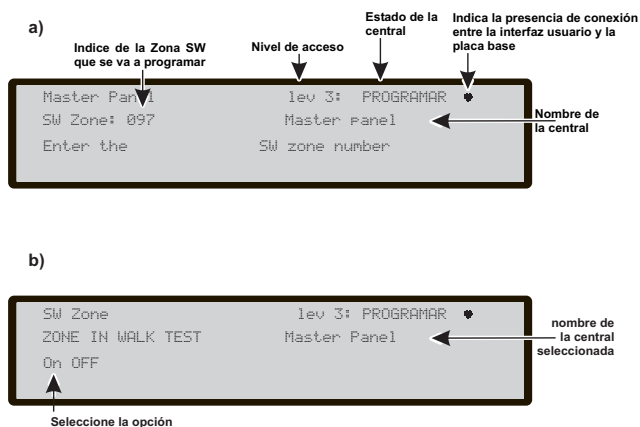 a)
Indice de la Zona SW
que se va a programar
Nivel de acceso
Estado de la
central
Indica la presencia de conexión
entre la interfaz usuario y la
placa base
Master Panel lev 3: PROGRAMAR
SW Zone: 097 Master panel
Enter the SW zone number
Nombre de
la central
b)
SW Zone lev 3: PROGRAMAR
ZONE IN WALK TEST Master Panel
On OFF
nombre de
la central
seleccionada
Seleccione la opción